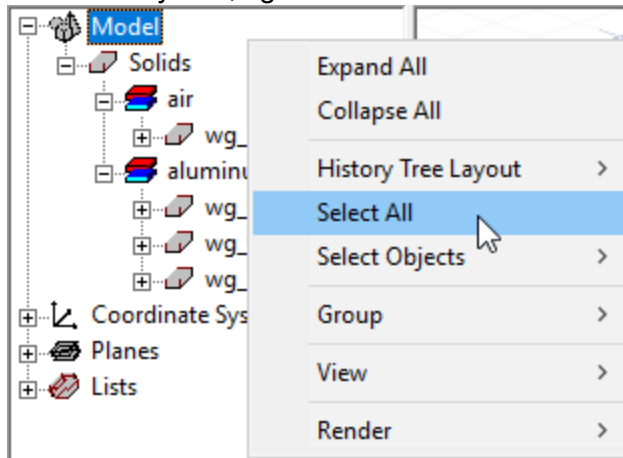 Model
Solids
air
wg_
aluminu
wg_
wg_
wg_
Coordinate Sys
Planes
Lists
Expand All
Collapse All
History Tree Layout
Select All
Select Objects
Group
View
Render